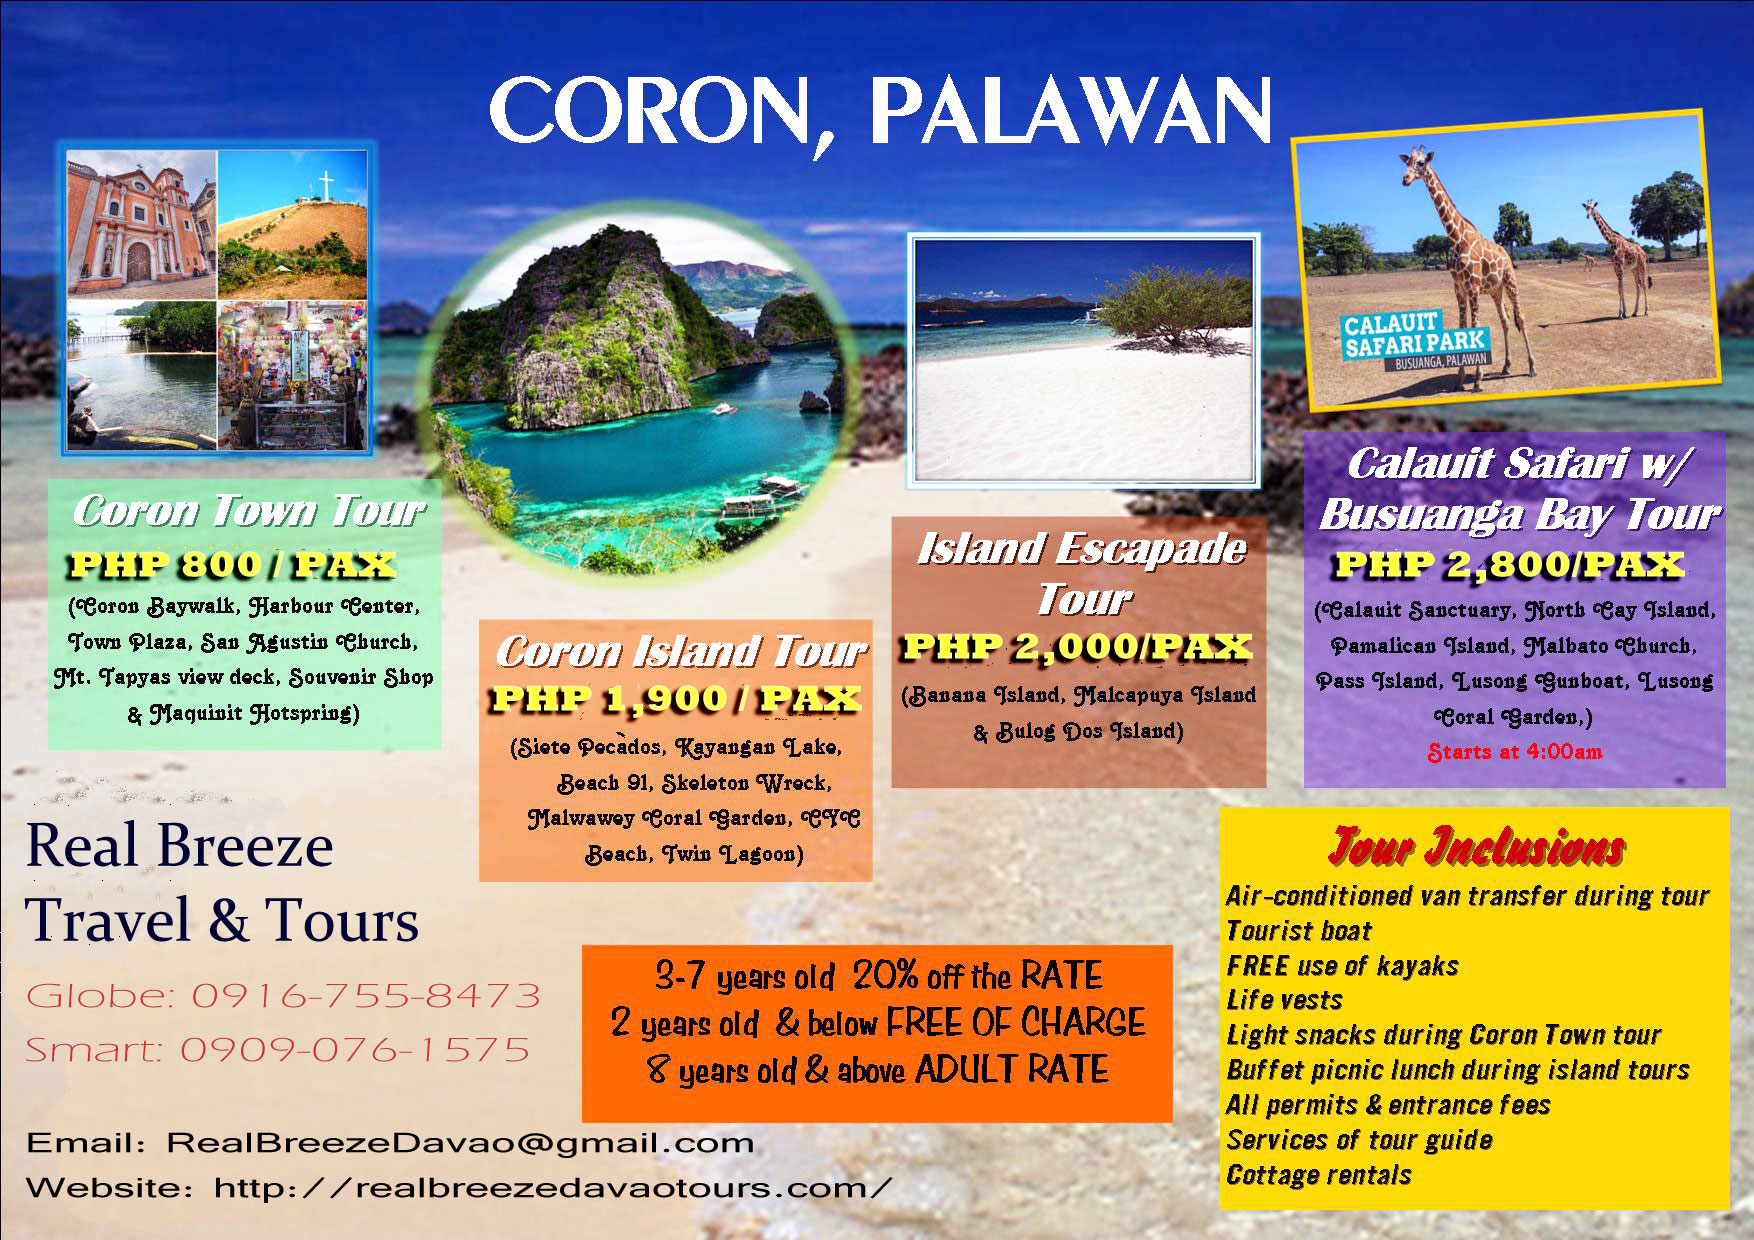 CORON, PALAWAN
CALAUIT
SAFARI PARK
BUSUANGA, PALAWAN
Coron Town Tour
PHP 800 / PAX
(Coron Baywalk, Harbour Center,
Town Plaza, San Agustin Church,
Mt. Tapyas view deck, Souvenir Shop
& Maquinit Hotspring)
Coron Island Tour
PHP 1,900 / PAX
(Siete Pecàdos, Kayangan Lake,
Beach 91, Skeleton Wreck,
Malwawey Coral Garden, CYC
Beach, Twin Lagoon)
Island Escapade
Tour
PHP 2,000/PAX
(Banana Island, Malcapuya Island
& Bulog Dos Island)
Calauit Safari w/
Busuanga Bay Tour
PHP 2,800/PAX
(Calauit Sanctuary, North Cay Island,
Pamalican Island, Malbato Church,
Pass Island, Lusong Gunboat, Lusong
Coral Garden,)
Starts at 4:00am
Real Breeze
Travel & Tours
Globe: 0916-755-8473
Smart: 0909-076-1575
Email: RealBreezeDavao@gmail.com
Website: http://realbreezedavaotours.com/
3-7 years old 20% off the RATE
2 years old & below FREE OF CHARGE
8 years old & above ADULT RATE
Tour Inclusions
Air-conditioned van transfer during tour
Tourist boat
FREE use of kayaks
Life vests
Light snacks during Coron Town tour
Buffet picnic lunch during island tours
All permits & entrance fees
Services of tour guide
Cottage rentals